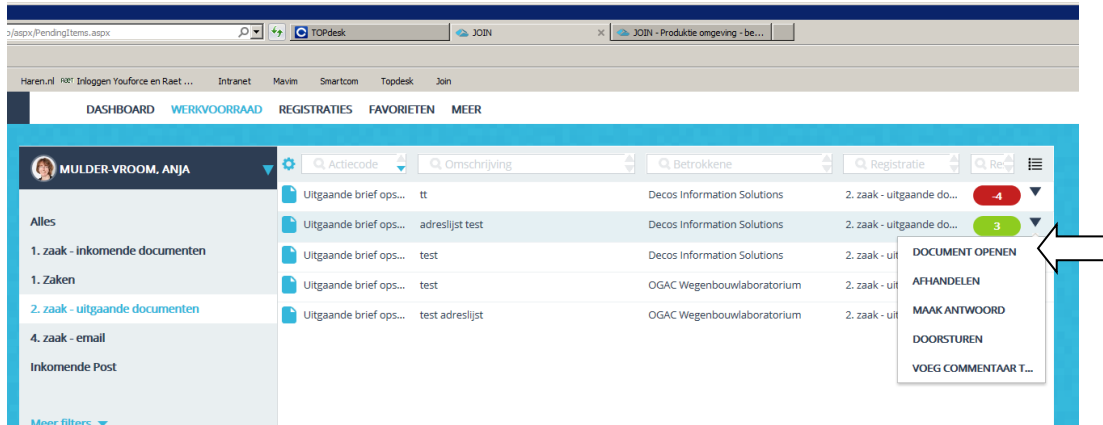 o/aspx/PendingItems.aspx TOPdesk JOIN JOIN - Produktie omgeving - be...
Haren.nl Inloggen Youforce en Raet ... Intranet Mavim Smartcom Topdesk Join
DASHBOARD WERKVOORRAAD REGISTRATIES FAVORIETEN MEER
MULDER-VROOM, ANJA
Alles
1. zaak - inkomende documenten
1. Zaken
2. zaak - uitgaande documenten
4. zaak - email
Inkomende Post
Meer filters
Actiecode Omschrijving Betrokkene Registratie Re
Uitgaande brief ops... tt Decos Information Solutions 2. zaak - uitgaande do... -4
Uitgaande brief ops... adreslijst test Decos Information Solutions 2. zaak - uitgaande do... 3
Uitgaande brief ops... test Decos Information Solutions 2. zaak - uit
Uitgaande brief ops... test OGAC Wegenbouwlaboratorium 2. zaak - uit
Uitgaande brief ops... test adreslijst OGAC Wegenbouwlaboratorium 2. zaak - uit
DOCUMENT OPENEN
AFHANDELEN
MAAK ANTWOORD
DOORSTUREN
VOEG COMMENTAAR T...